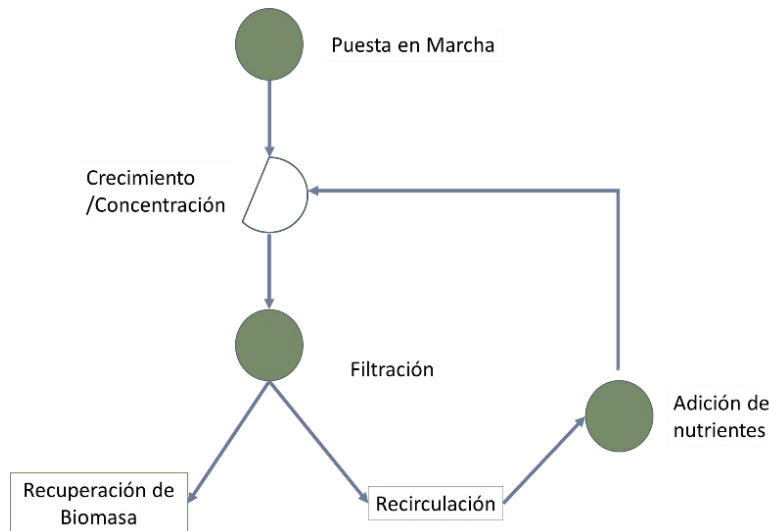 Puesta en Marcha
Crecimiento
/Concentración
Filtración
Adición de
nutrientes
Recuperación de
Biomasa
Recirculación